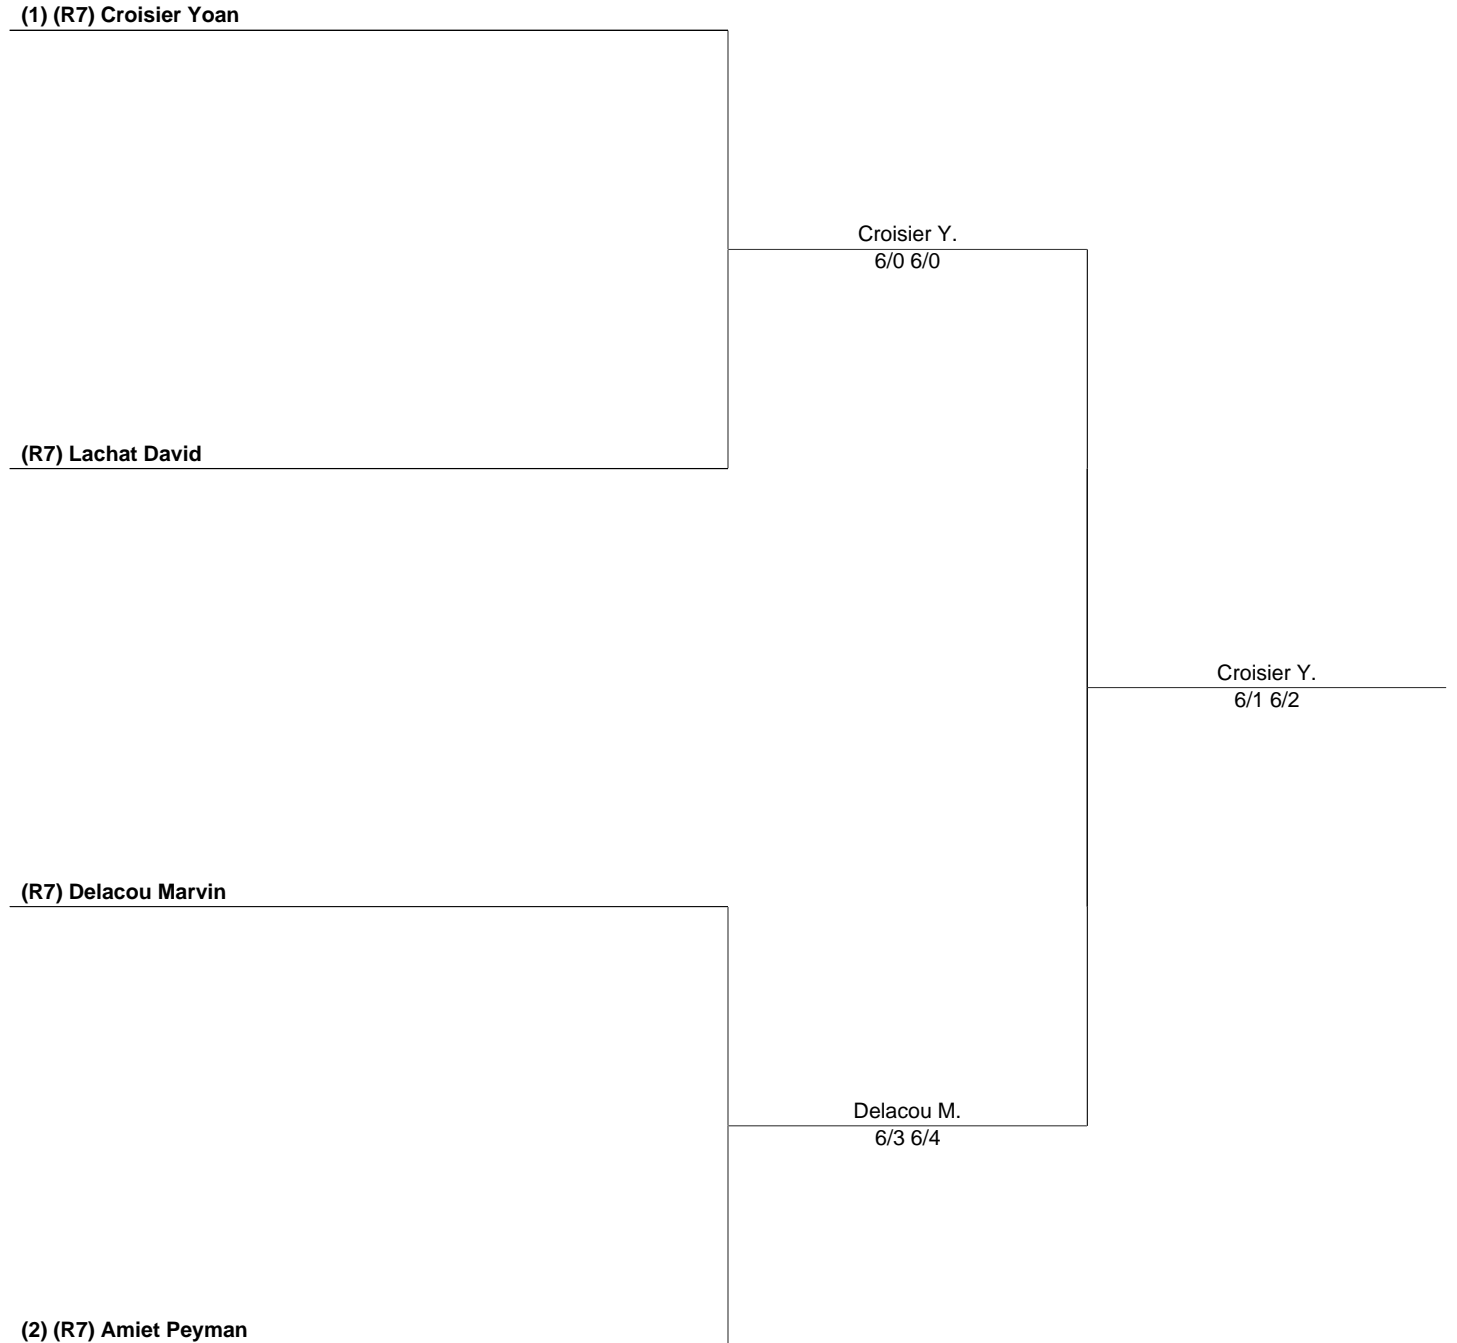 (1) (R7) Croisier Yoan
Croisier Y.
6/0 6/0
(R7) Lachat David
Croisier Y.
6/1 6/2
(R7) Delacou Marvin
Delacou M.
6/3 6/4
(2) (R7) Amiet Peyman